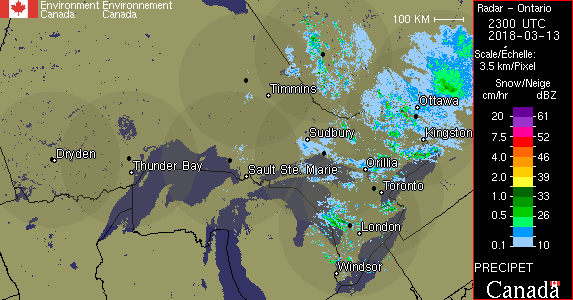 Environment Environnement
Canada Canada
100 KM
Radar - Ontario
2300 UTC
2018-03-13
Scale/Échelle:
3.5 km/Pixel
Snow/Neige
cm/hr dBZ
20 61
7.5 52
4.0 46
2.0 39
1.0 33
0.5 26
0.1 10
PRECIPET
Canada
Timmins
Ottawa
Sudbury
Kingston
Dryden
Thunder Bay
Sault Ste. Marie
Orillia
Toronto
London
Windsor